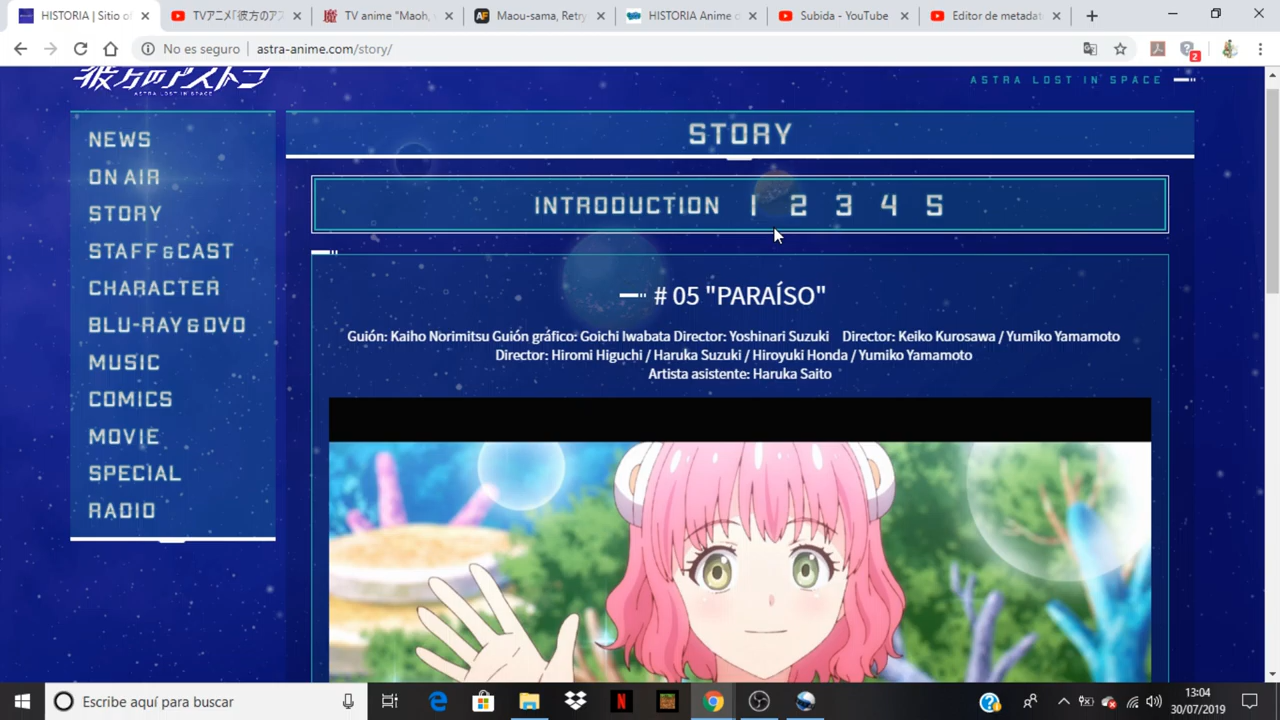 HISTORIA | Sitio of
TVアニメ「彼方のアス
TV anime "Maoh,
Maou-sama, Retry
HISTORIA Anime
Subida - YouTube
Editor de metadat
No es seguro
astra-anime.com/story/
2
彼方のアストラ
ASTRA LOST IN SPACE
ASTRA LOST IN SPACE
NEWS
ON AIR
STORY
STAFF & CAST
CHARACTER
BLU-RAY & DVD
MUSIC
COMICS
MOVIE
SPECIAL
RADIO
STORY
INTRODUCTION 1 2 3 4 5
# 05 "PARAÍSO"
Guión: Kaiho Norimitsu Guión gráfico: Goichi Iwabata Director: Yoshinari Suzuki Director: Keiko Kurosawa / Yumiko Yamamoto
Director: Hiromi Higuchi / Haruka Suzuki / Hiroyuki Honda / Yumiko Yamamoto
Artista asistente: Haruka Saito
Escribe aquí para buscar
13:04
30/07/2019